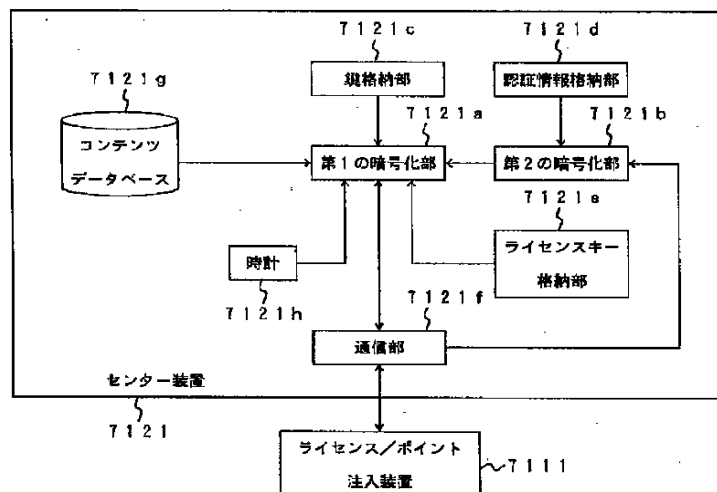 7121c
7121d
7121g
鍵格納部
認証情報格納部
7121a
7121b
コンテンツ
データベース
第1の暗号化部
第2の暗号化部
7121e
時計
ライセンスキー
格納部
7121h
7121f
通信部
センター装置
7121
ライセンス/ポイント
注入装置
7111